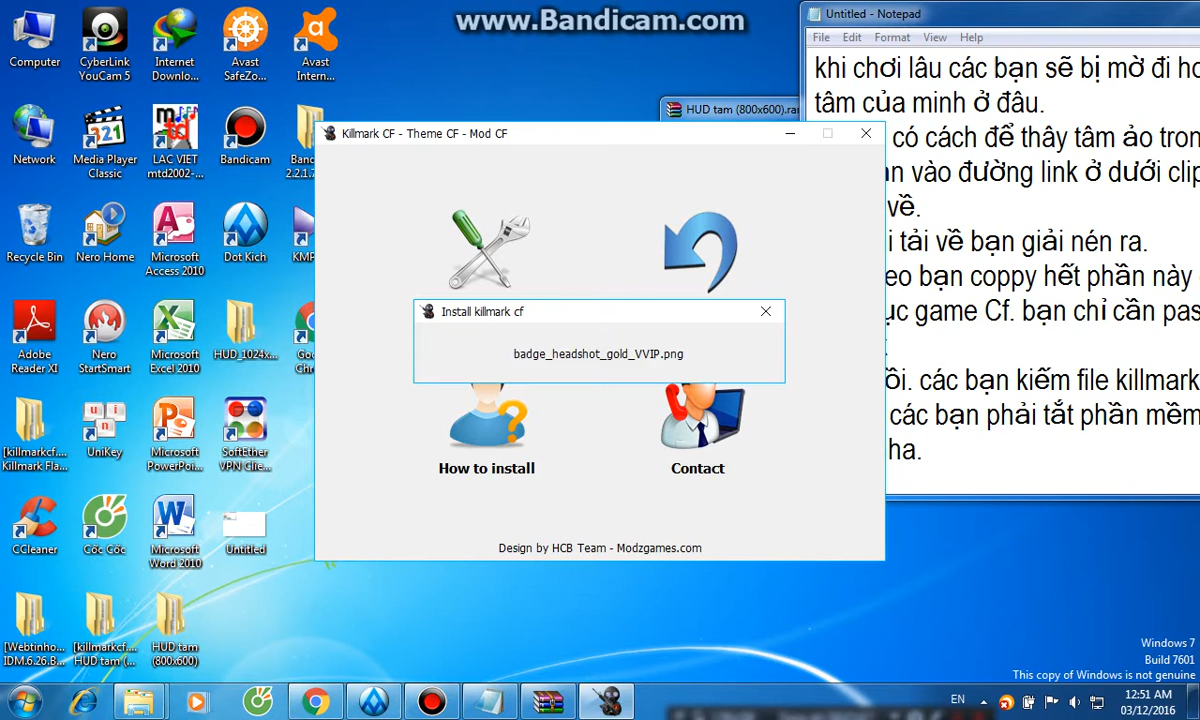 www.Bandicam.com
Computer
CyberLink
YouCam 5
Internet
Downlo...
Avast
SafeZo...
Avast
Intern...
Network
Media Player
Classic
LAC VIET
mtd2002-...
Bandicam
Recycle Bin
Nero Home
Microsoft
Access 2010
Dot Kich
Adobe
Reader XI
Nero
StartSmart
Microsoft
Excel 2010
HUD_1024x...
[killmarkcf....
Killmark Fla...
UniKey
Microsoft
PowerPoi...
SoftEther
VPN Clie...
CCleaner
Cốc Cốc
Microsoft
Word 2010
Untitled
[Webtinho...
IDM.6.26.B...
[killmarkcf....
HUD tam (...
HUD tam
(800x600)
Untitled - Notepad
File Edit Format View Help
khi chơi lâu các bạn sẽ bị mờ đi
tâm của minh ở đâu.
có cách để thây tâm ảo
vào đường link ở dưới
về.
tải về bạn giải nén ra.
bạn coppy hết phần này
game Cf. bạn chỉ cần
các bạn kiếm file killmark
các bạn phải tắt phần mềm
ha.
HUD tam (800x600).rar
Killmark CF - Theme CF - Mod CF
Install killmark cf
badge_headshot_gold_VVIP.png
How to install
Contact
Design by HCB Team - Modzgames.com
Windows 7
Build 7601
This copy of Windows is not genuine
EN
12:51 AM
03/12/2016